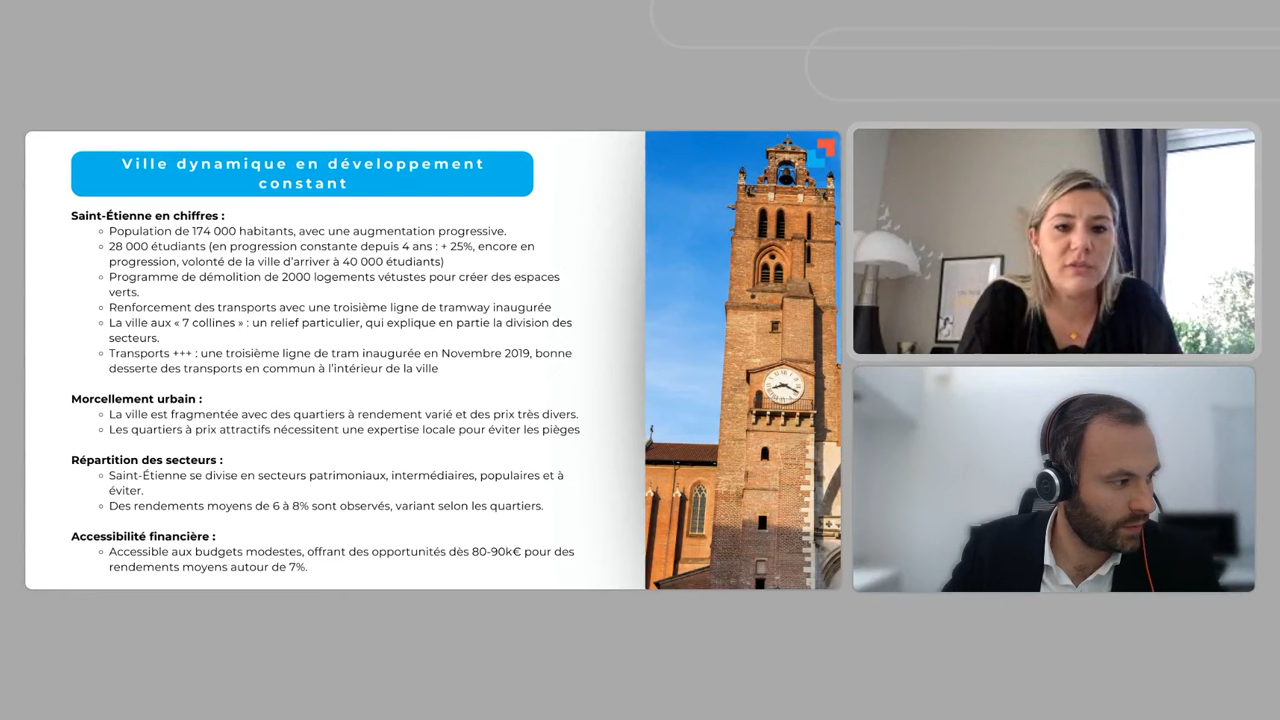 Ville dynamique en développement
constant
Saint-Étienne en chiffres :
Population de 174 000 habitants, avec une augmentation progressive.
28 000 étudiants (en progression constante depuis 4 ans : + 25%, encore en
progression, volonté de la ville d'arriver à 40 000 étudiants)
Programme de démolition de 2000 logements vétustes pour créer des espaces
verts.
Renforcement des transports avec une troisième ligne de tramway inaugurée
La ville aux « 7 collines » : un relief particulier, qui explique en partie la division des
secteurs.
Transports +++ : une troisième ligne de tram inaugurée en Novembre 2019, bonne
desserte des transports en commun à l'intérieur de la ville
Morcellement urbain :
La ville est fragmentée avec des quartiers à rendement varié et des prix très divers.
Les quartiers à prix attractifs nécessitent une expertise locale pour éviter les pièges
Répartition des secteurs :
Saint-Étienne se divise en secteurs patrimoniaux, intermédiaires, populaires et à
éviter.
Des rendements moyens de 6 à 8% sont observés, variant selon les quartiers.
Accessibilité financière :
Accessible aux budgets modestes, offrant des opportunités dès 80-90k€ pour des
rendements moyens autour de 7%.